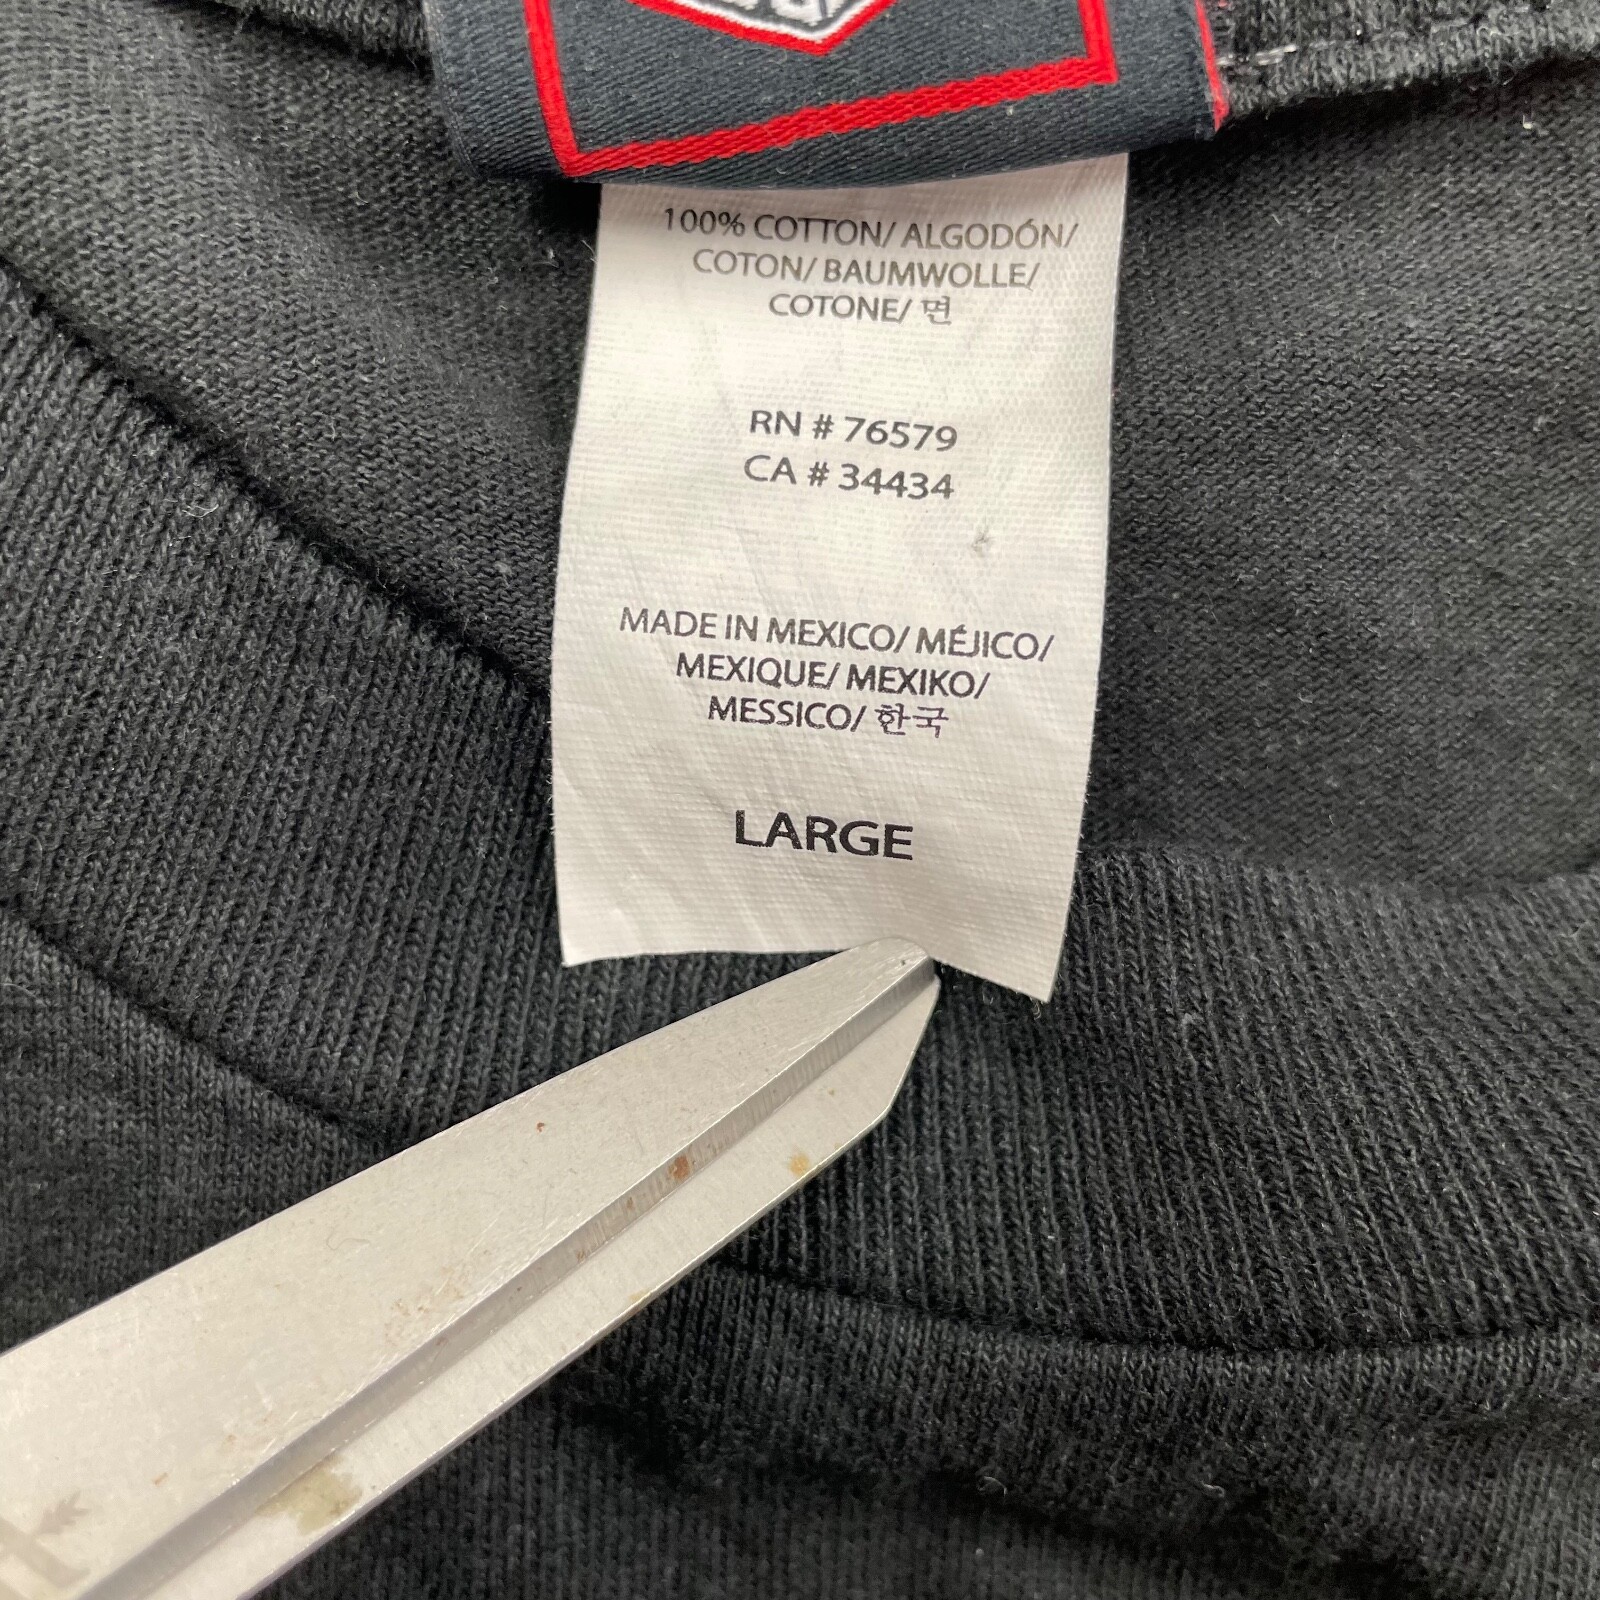 100% COTTON/ ALGODÓN/
COTON/ BAUMWOLLE/
COTONE/ 면
RN # 76579
CA # 34434
MADE IN MEXICO/ MÉJICO/
MEXIQUE/ MEXIKO/
MESSICO/ 한국
LARGE